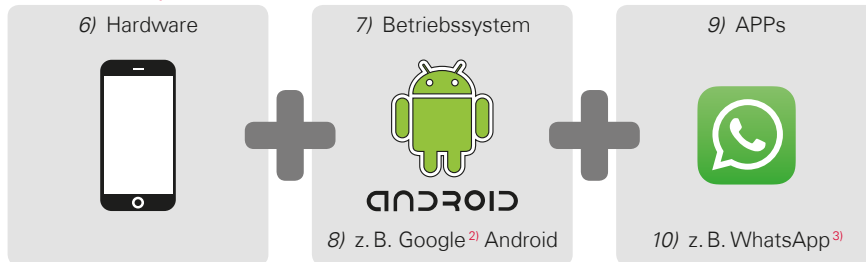 6) Hardware
7) Betriebssystem
9) APPs
ANDROID
8) z. B. Google 2) Android
10) z. B. WhatsApp 3)